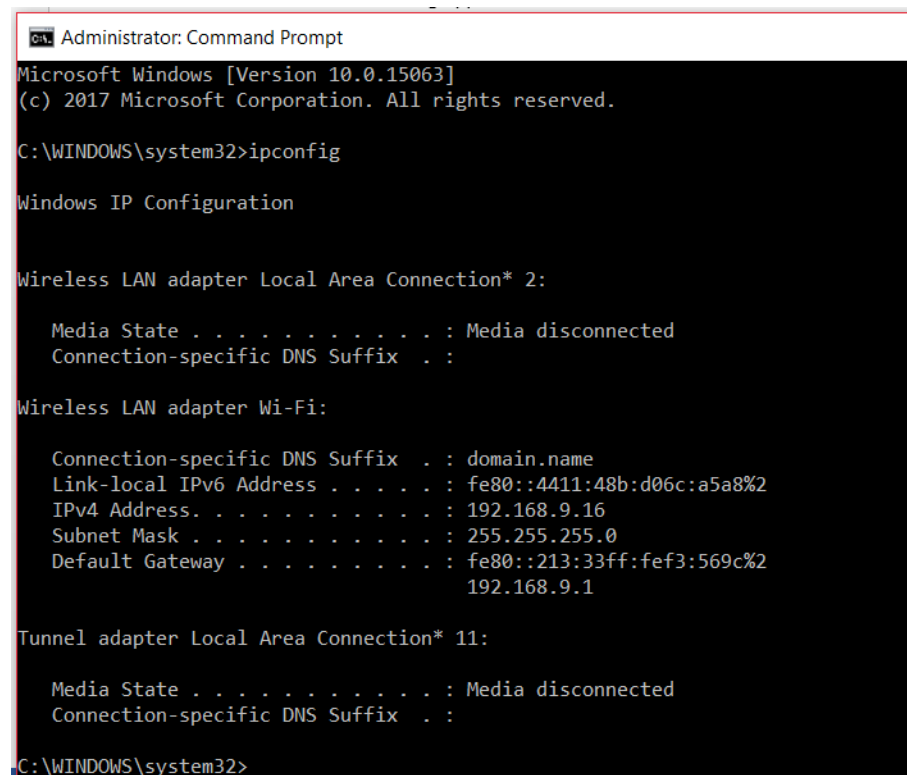 Administrator: Command Prompt
Microsoft Windows [Version 10.0.15063]
(c) 2017 Microsoft Corporation. All rights reserved.
C:\WINDOWS\system32>ipconfig
Windows IP Configuration
Wireless LAN adapter Local Area Connection* 2:
Media State . . . . . . . . . . . : Media disconnected
Connection-specific DNS Suffix . :
Wireless LAN adapter Wi-Fi:
Connection-specific DNS Suffix . : domain.name
Link-local IPv6 Address . . . . . : fe80::4411:48b:d06c:a5a8%2
IPv4 Address. . . . . . . . . . . : 192.168.9.16
Subnet Mask . . . . . . . . . . . : 255.255.255.0
Default Gateway . . . . . . . . . : fe80::213:33ff:fef3:569c%2
192.168.9.1
Tunnel adapter Local Area Connection* 11:
Media State . . . . . . . . . . . : Media disconnected
Connection-specific DNS Suffix . :
C:\WINDOWS\system32>